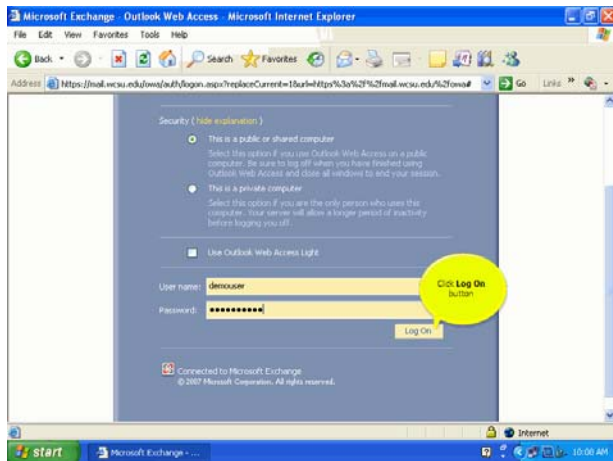 Microsoft Exchange - Outlook Web Access - Microsoft Internet Explorer
File Edit View Favorites Tools Help
Back Search Favorites
Address https://mail.wcsu.edu/owa/auth/logon.aspx?replaceCurrent=1&url=https%3a%2f%2fmail.wcsu.edu%2fowa# Go Links »
Security ( hide explanation )
This is a public or shared computer
Select this option if you use Outlook Web Access on a public
computer. Be sure to log off when you have finished using
Outlook Web Access and close all windows to end your session.
This is a private computer
Select this option if you are the only person who uses this
computer. Your server will allow a longer period of inactivity
before logging you off.
Use Outlook Web Access Light
User name: demouser
Click Log On
button
Password: ●●●●●●●●●●
Log On
Connected to Microsoft Exchange
© 2007 Microsoft Corporation. All rights reserved.
Internet
start Microsoft Exchange - ... 10:00 AM